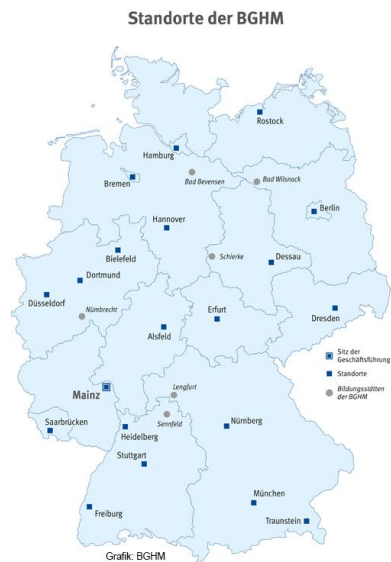 Standorte der BGHM
Rostock
Hamburg
Bad Bevensen
Bad Wilsnack
Bremen
Berlin
Hannover
Bielefeld
Schierke
Dessau
Dortmund
Düsseldorf
Nümbrecht
Erfurt
Dresden
Alsfeld
Sitz der
Geschäftsführung
Standorte
Bildungsstätten
der BGHM
Mainz
Lengfurt
Sennfeld
Saarbrücken
Heidelberg
Nürnberg
Stuttgart
München
Freiburg
Traunstein
Grafik: BGHM